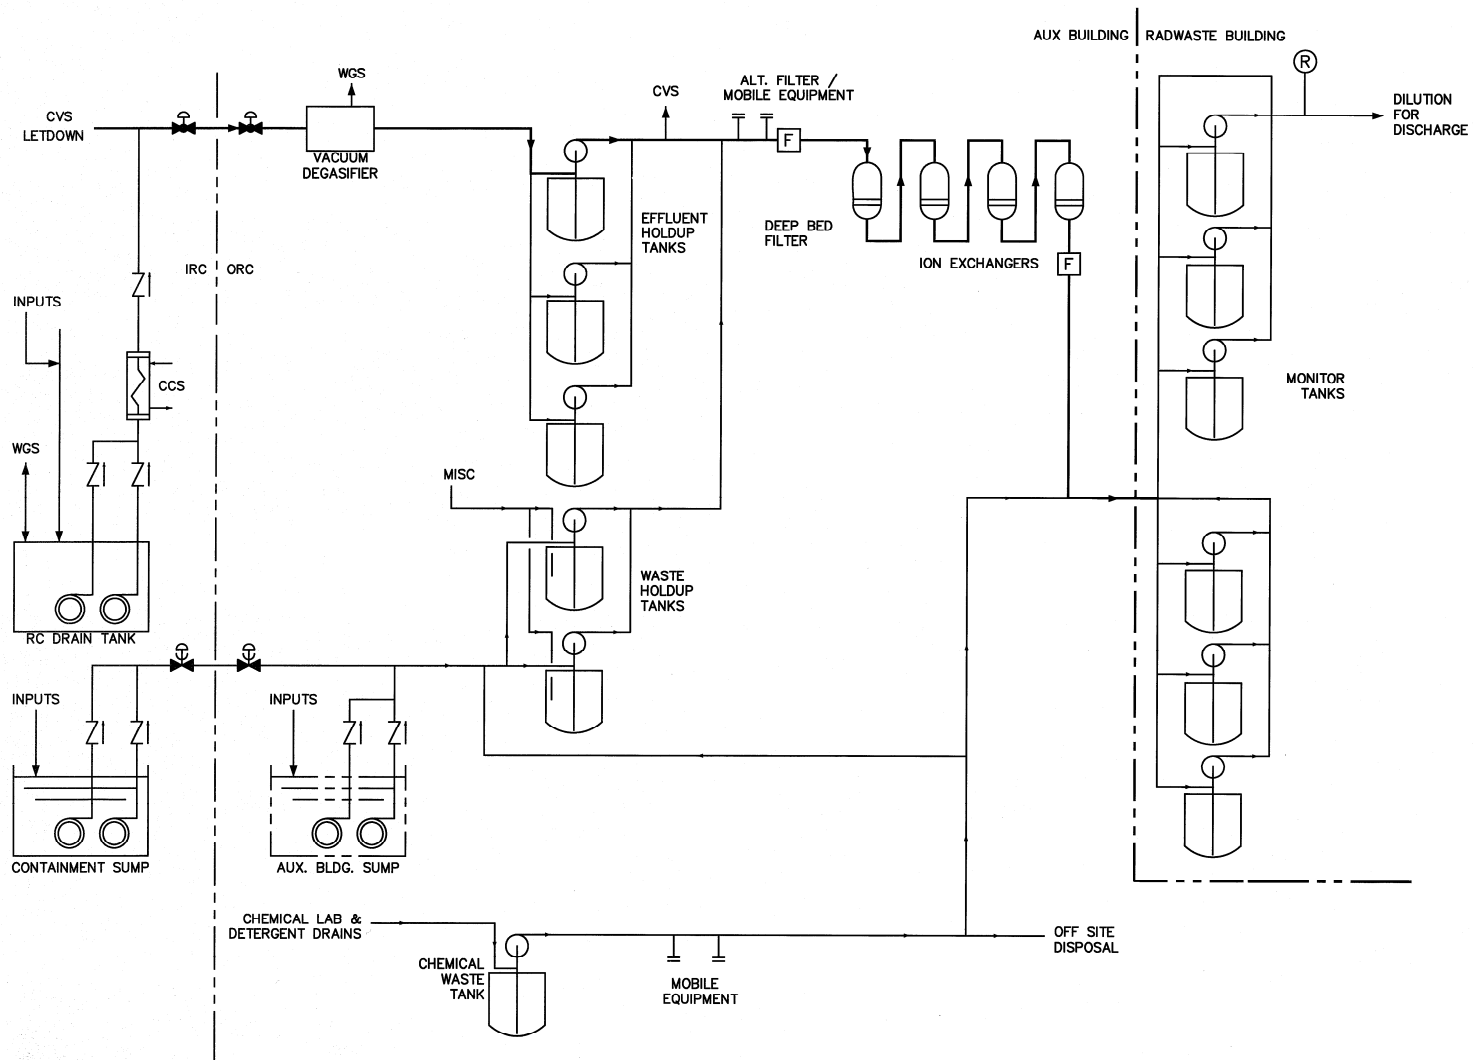 AUX BUILDING
RADWASTE BUILDING
R
WGS
CVS
ALT. FILTER /
MOBILE EQUIPMENT
CVS
LETDOWN
DILUTION
FOR
DISCHARGE
F
VACUUM
DEGASIFIER
EFFLUENT
HOLDUP
TANKS
DEEP BED
FILTER
ION EXCHANGERS
F
IRC
ORC
INPUTS
CCS
MONITOR
TANKS
WGS
MISC
WASTE
HOLDUP
TANKS
RC DRAIN TANK
INPUTS
INPUTS
CONTAINMENT SUMP
AUX. BLDG. SUMP
CHEMICAL LAB &
DETERGENT DRAINS
OFF SITE
DISPOSAL
CHEMICAL
WASTE
TANK
MOBILE
EQUIPMENT